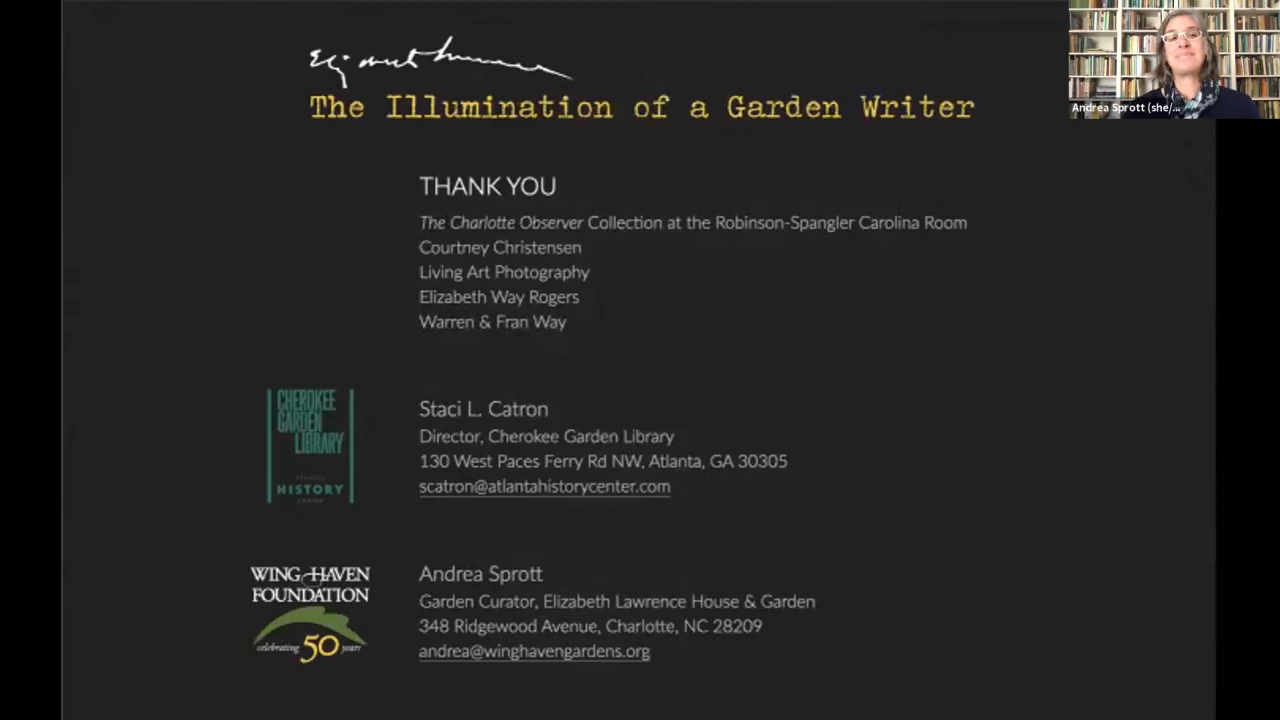 Andrea Sprott (she/...
The Illumination of a Garden Writer
THANK YOU
The Charlotte Observer Collection at the Robinson-Spangler Carolina Room
Courtney Christensen
Living Art Photography
Elizabeth Way Rogers
Warren & Fran Way
CHEROKEE
GARDEN
LIBRARY
HISTORY
Staci L. Catron
Director, Cherokee Garden Library
130 West Paces Ferry Rd NW, Atlanta, GA 30305
scatron@atlantahistorycenter.com
WING HAVEN
FOUNDATION
celebrating 50 years
Andrea Sprott
Garden Curator, Elizabeth Lawrence House & Garden
348 Ridgewood Avenue, Charlotte, NC 28209
andrea@winghavengardens.org